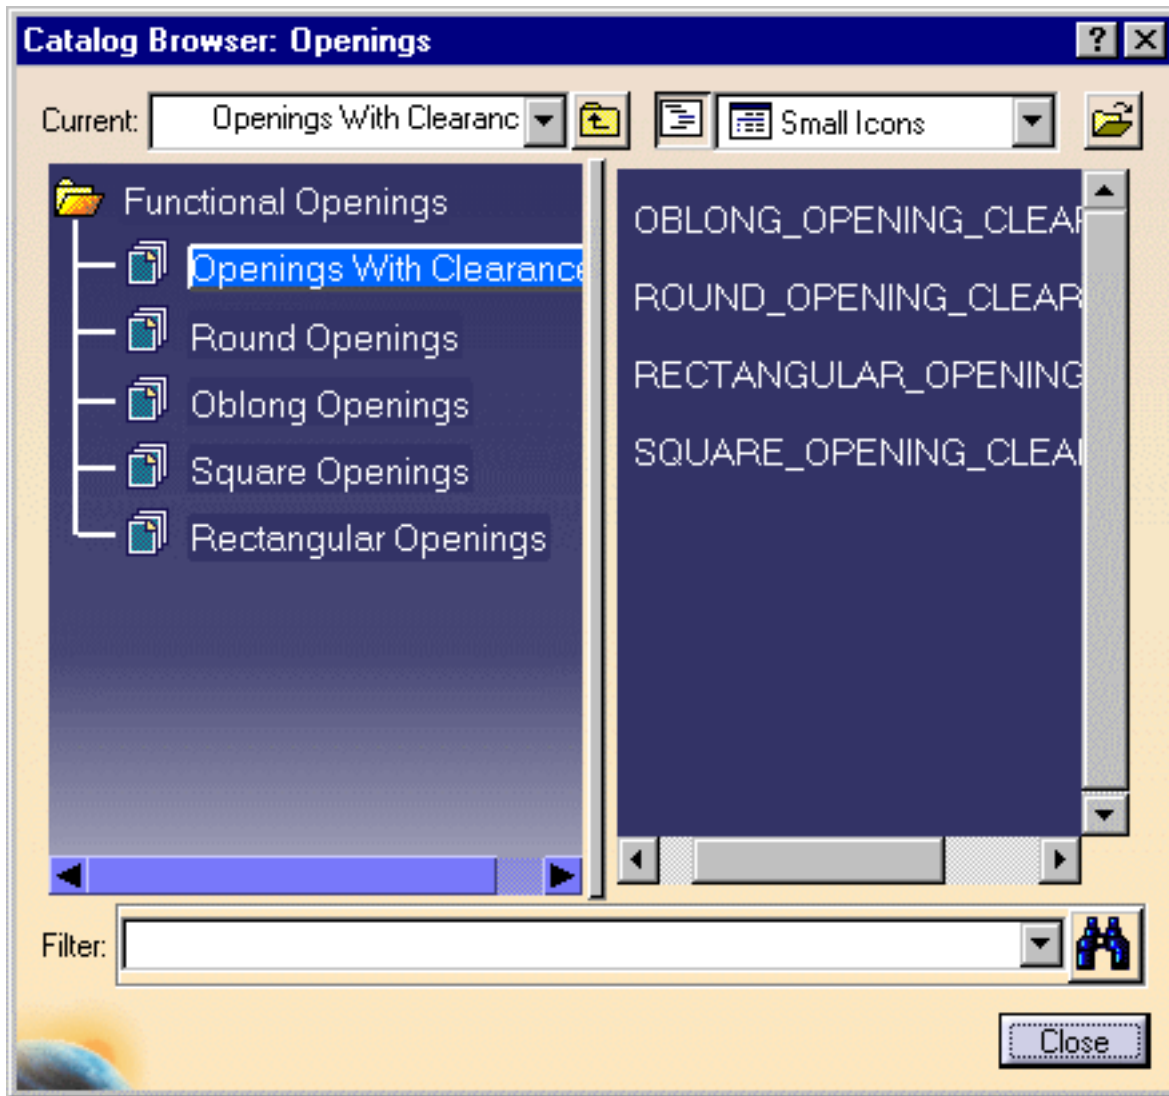 Catalog Browser: Openings
Current: Openings With Clearanc Small Icons
Functional Openings
Openings With Clearance
Round Openings
Oblong Openings
Square Openings
Rectangular Openings
OBLONG_OPENING_CLEAR
ROUND_OPENING_CLEAR
RECTANGULAR_OPENING
SQUARE_OPENING_CLEA
Filter:
Close